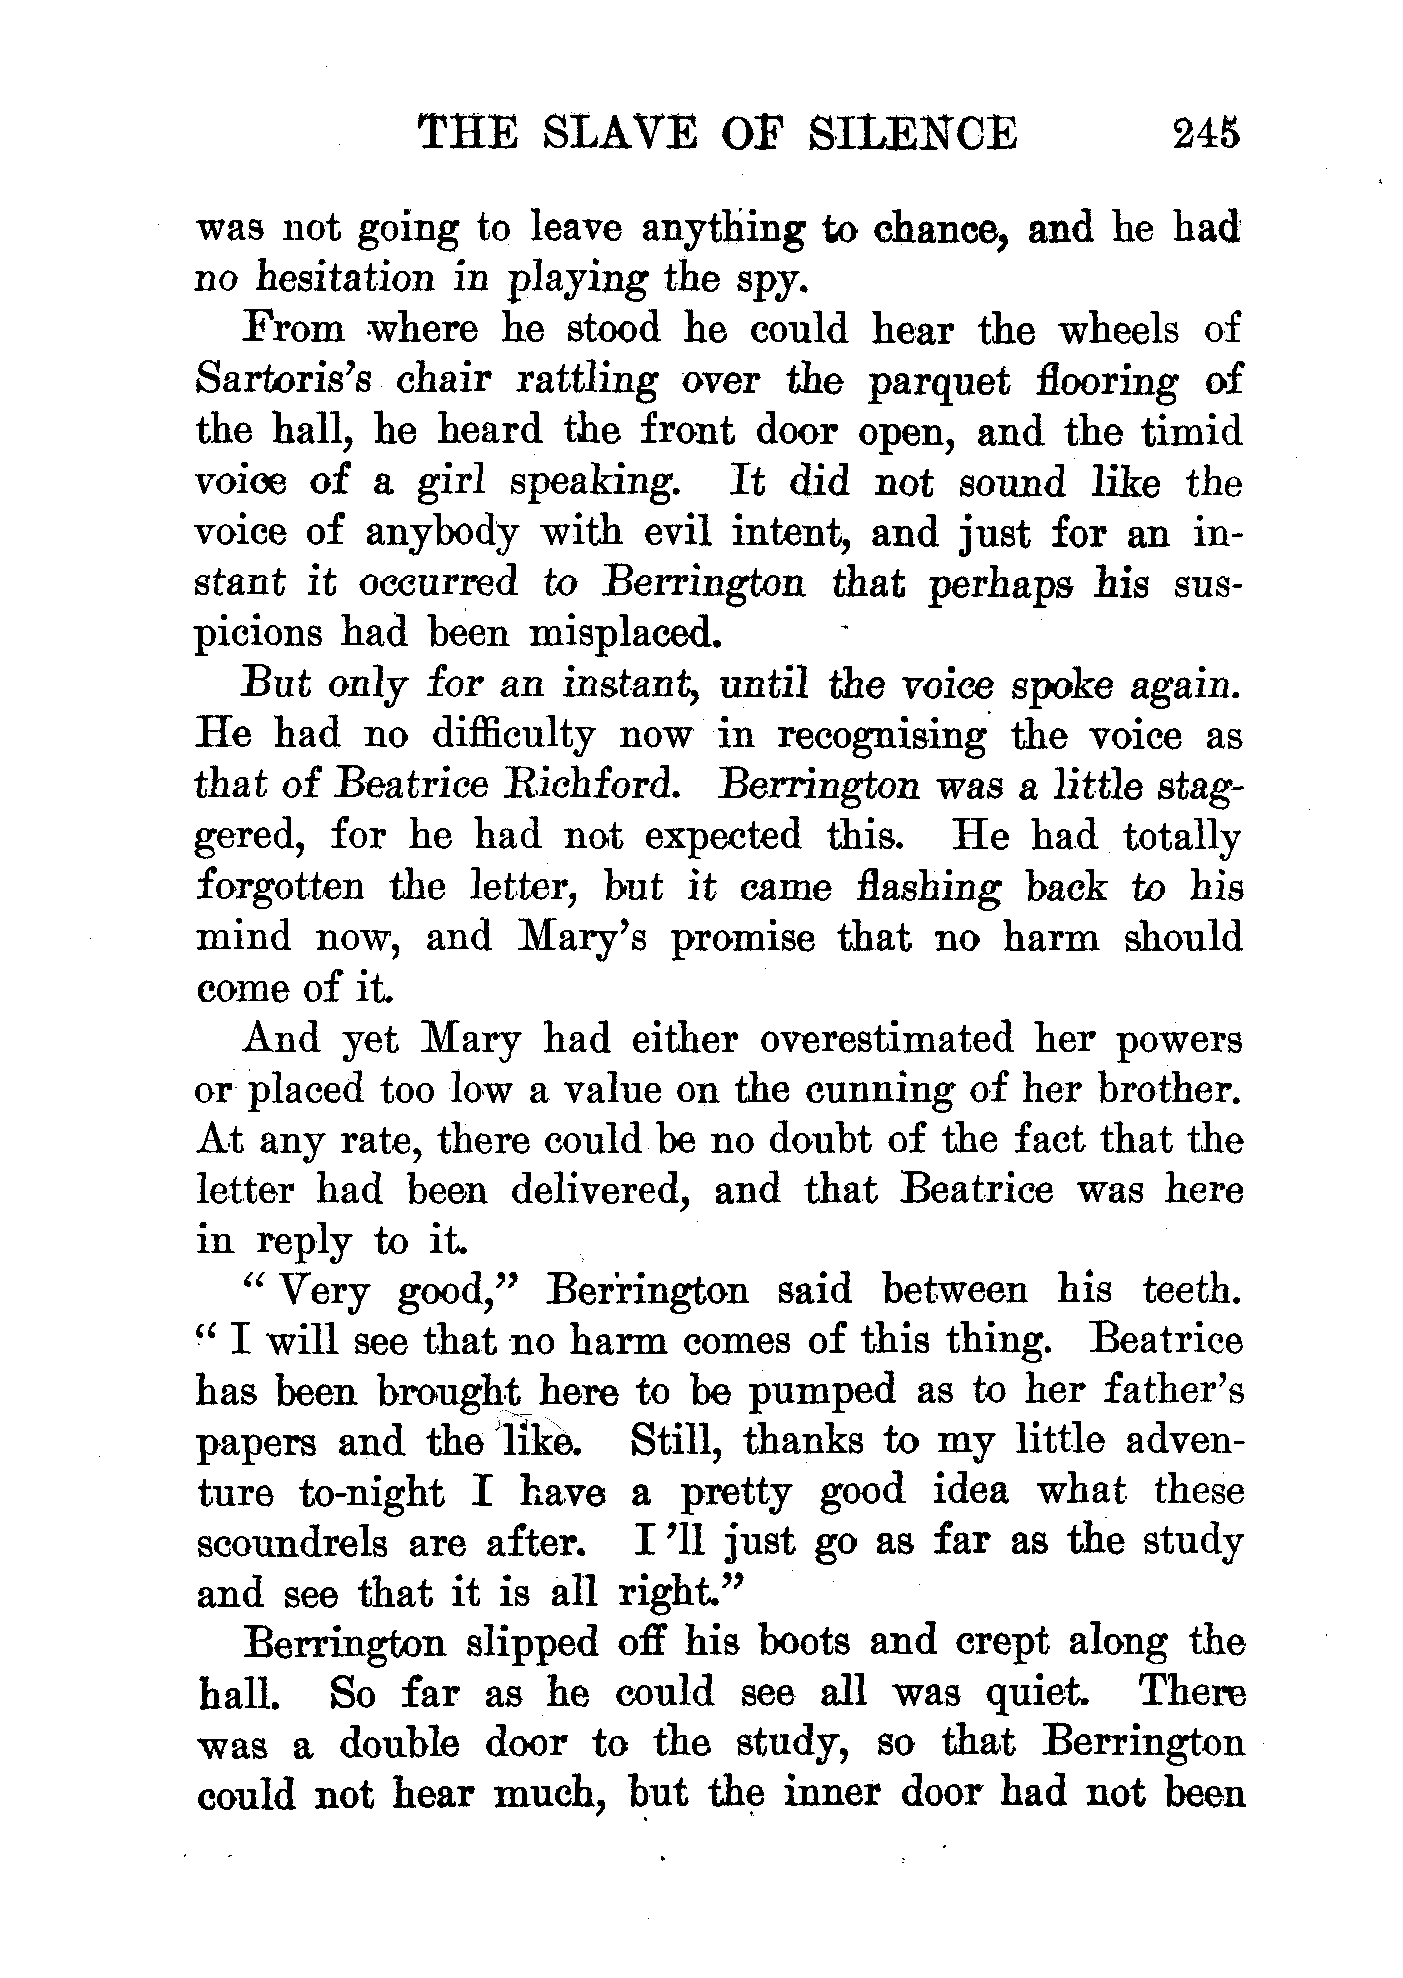 THE SLAVE OF SILENCE 245
was not going to leave anything to chance, and he had
no hesitation in playing the spy.
From where he stood he could hear the wheels of
Sartoris's chair rattling over the parquet flooring of
the hall, he heard the front door open, and the timid
voice of a girl speaking. It did not sound like the
voice of anybody with evil intent, and just for an in-
stant it occurred to Berrington that perhaps his sus-
picions had been misplaced.
But only for an instant, until the voice spoke again.
He had no difficulty now in recognising the voice as
that of Beatrice Richford. Berrington was a little stag-
gered, for he had not expected this. He had totally
forgotten the letter, but it came flashing back to his
mind now, and Mary's promise that no harm should
come of it.
And yet Mary had either overestimated her powers
or placed too low a value on the cunning of her brother.
At any rate, there could be no doubt of the fact that the
letter had been delivered, and that Beatrice was here
in reply to it.
" Very good," Berrington said between his teeth.
" I will see that no harm comes of this thing. Beatrice
has been brought here to be pumped as to her father's
papers and the like. Still, thanks to my little adven-
ture to-night I have a pretty good idea what these
scoundrels are after. I 'll just go as far as the study
and see that it is all right."
Berrington slipped off his boots and crept along the
hall. So far as he could see all was quiet. There
was a double door to the study, so that Berrington
could not hear much, but the inner door had not been